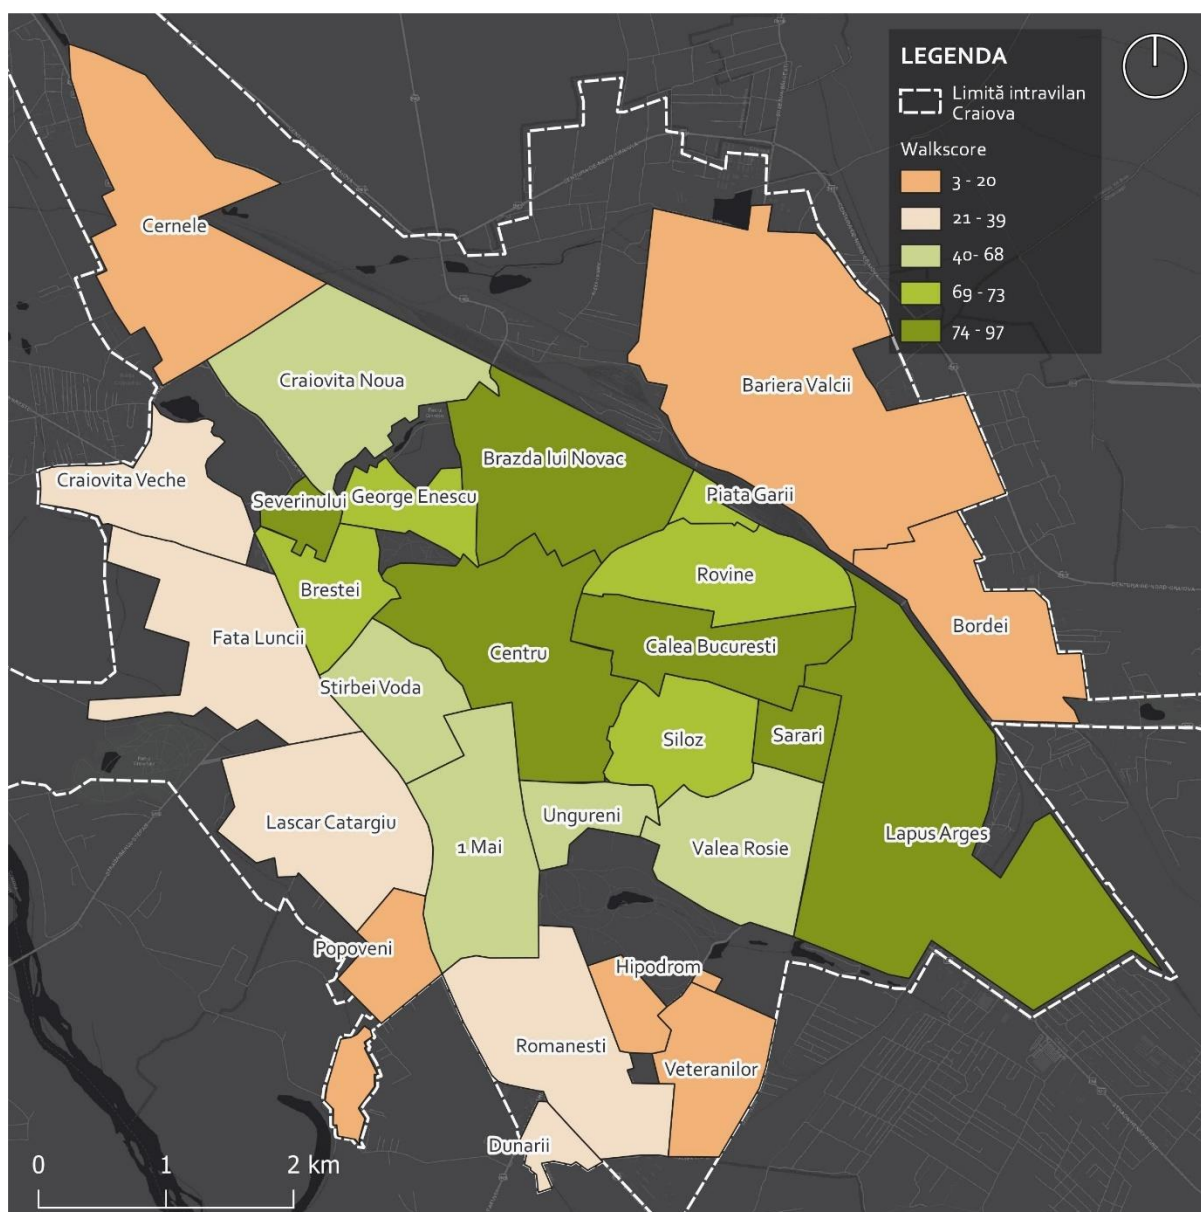 LEGENDA
Limită intravilan
Craiova
Walkscore
3 - 20
21 - 39
40- 68
69 - 73
74 - 97
Cernele
Craiovita Noua
Bariera Valcii
Craiovita Veche
Brazda lui Novac
Severinului
George Enescu
Piata Garii
Rovine
Brestei
Bordei
Fata Luncii
Centru
Calea Bucuresti
Stirbei Voda
Siloz
Sarari
Ungureni
Lascar Catargiu
1 Mai
Valea Rosie
Lapus Arges
Popoveni
Hipodrom
Romanesti
Veteranilor
Dunarii
0 1 2 km